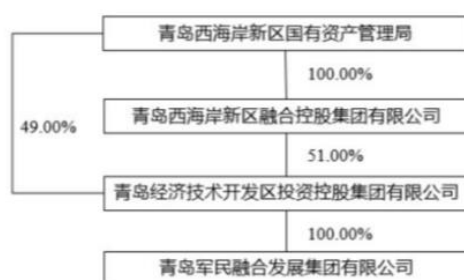 青岛西海岸新区国有资产管理局
100.00%
青岛西海岸新区融合控股集团有限公司
49.00%
51.00%
青岛经济技术开发区投资控股集团有限公司
100.00%
青岛军民融合发展集团有限公司